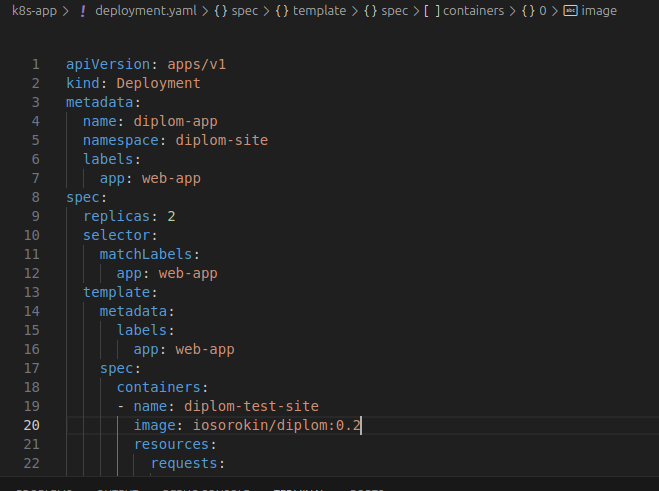 k8s-app > ! deployment.yaml > {} spec > {} template > {} spec > [ ] containers > {} 0 > abc image
1 apiVersion: apps/v1
2 kind: Deployment
3 metadata:
4   name: diplom-app
5   namespace: diplom-site
6   labels:
7     app: web-app
8 spec:
9   replicas: 2
10   selector:
11     matchLabels:
12       app: web-app
13   template:
14     metadata:
15       labels:
16         app: web-app
17     spec:
18       containers:
19       - name: diplom-test-site
20         image: iosorokin/diplom:0.2
21         resources:
22           requests: